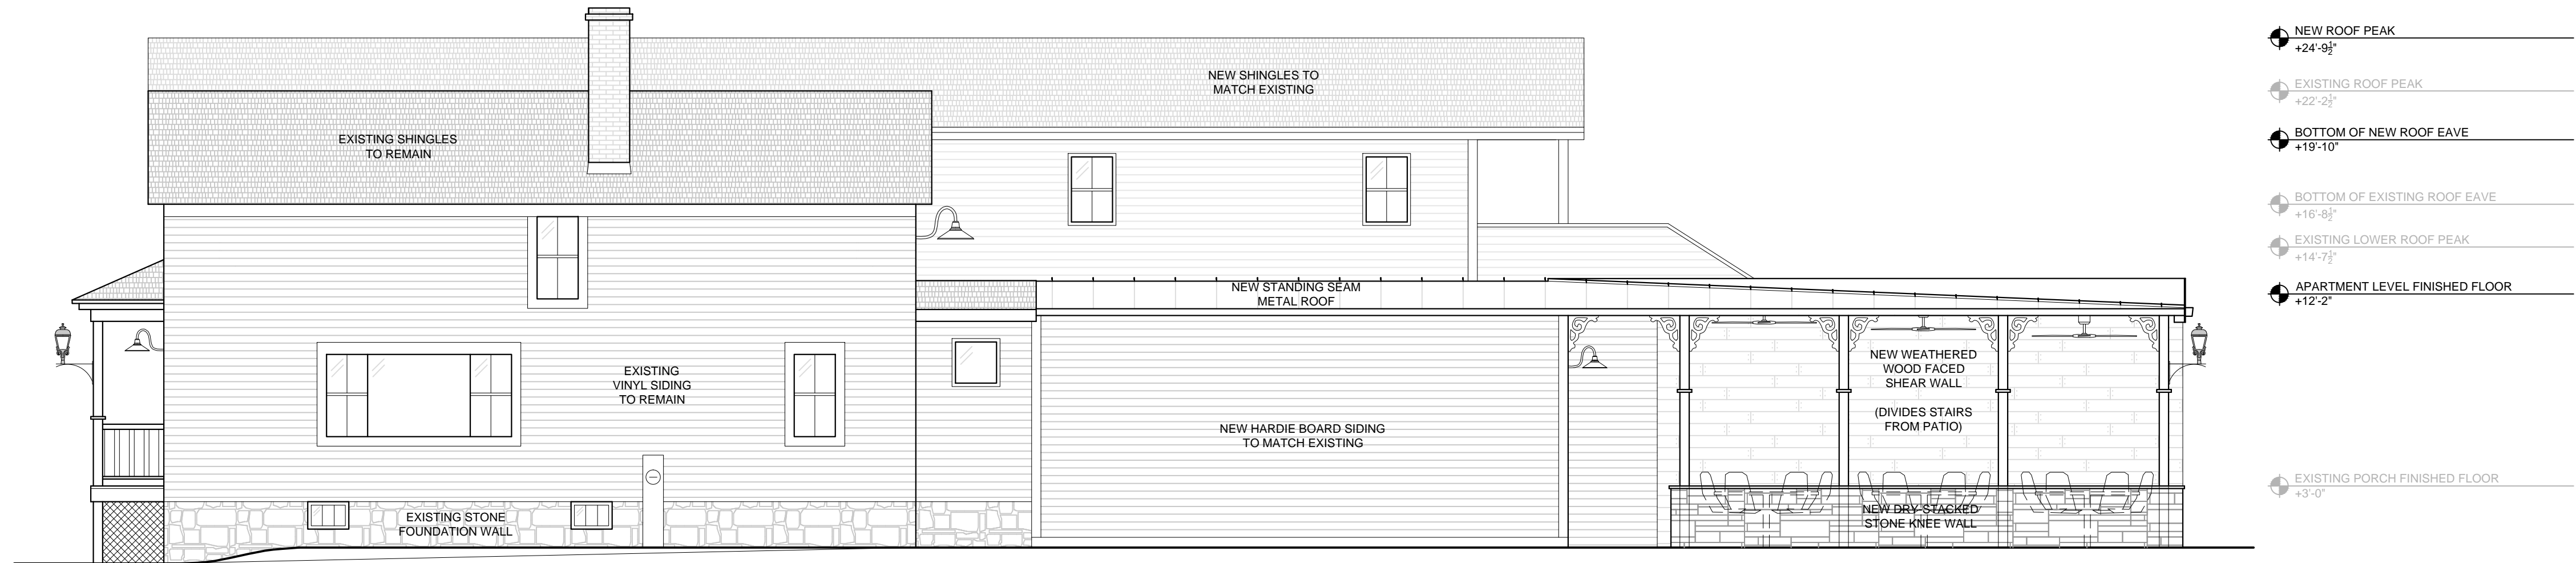 NEW ROOF PEAK
+24'-9½"
NEW SHINGLES TO
MATCH EXISTING
EXISTING ROOF PEAK
+22'-2½"
EXISTING SHINGLES
TO REMAIN
BOTTOM OF NEW ROOF EAVE
+19'-10"
BOTTOM OF EXISTING ROOF EAVE
+16'-8½"
EXISTING LOWER ROOF PEAK
+14'-7½"
NEW STANDING SEAM
METAL ROOF
APARTMENT LEVEL FINISHED FLOOR
+12'-2"
EXISTING
VINYL SIDING
TO REMAIN
NEW WEATHERED
WOOD FACED
SHEAR WALL
(DIVIDES STAIRS
FROM PATIO)
NEW HARDIE BOARD SIDING
TO MATCH EXISTING
EXISTING PORCH FINISHED FLOOR
+3'-0"
EXISTING STONE
FOUNDATION WALL
NEW DRY-STACKED
STONE KNEE WALL